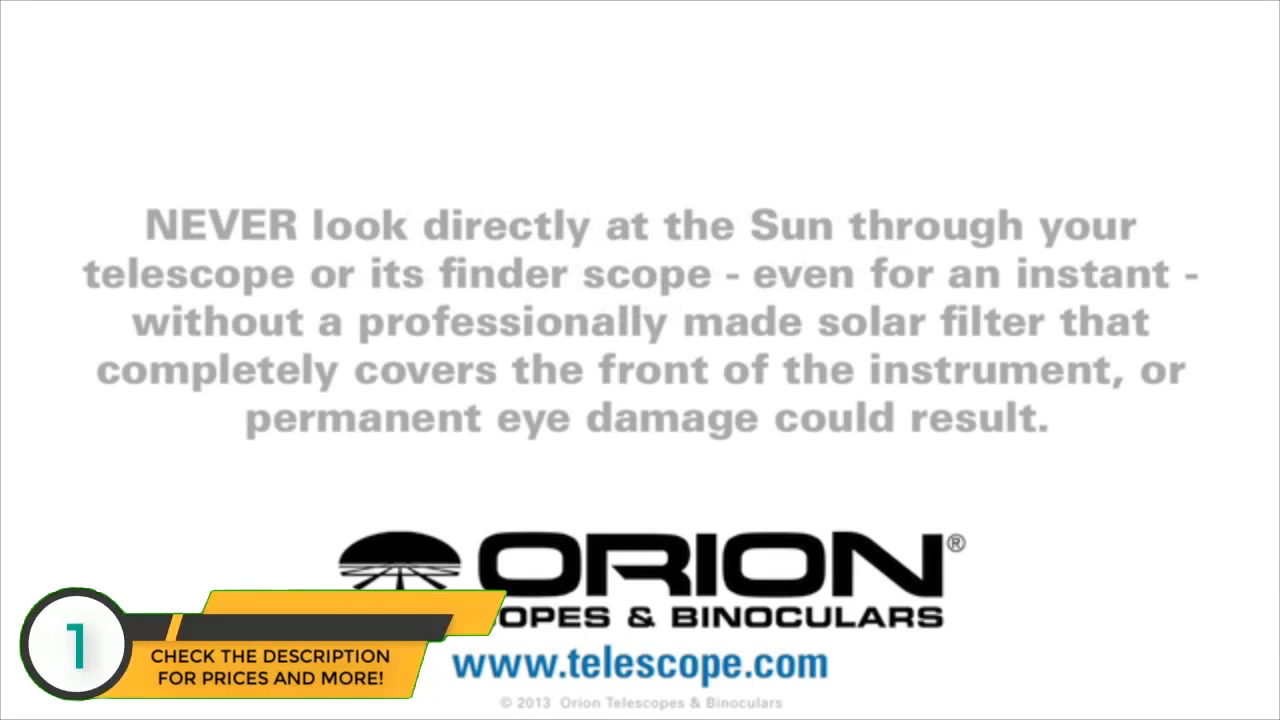 NEVER look directly at the Sun through your
telescope or its finder scope - even for an instant -
without a professionally made solar filter that
completely covers the front of the instrument, or
permanent eye damage could result.
ORION®
OPES & BINOCULARS
www.telescope.com
© 2013 Orion Telescopes & Binoculars
1
CHECK THE DESCRIPTION
FOR PRICES AND MORE!